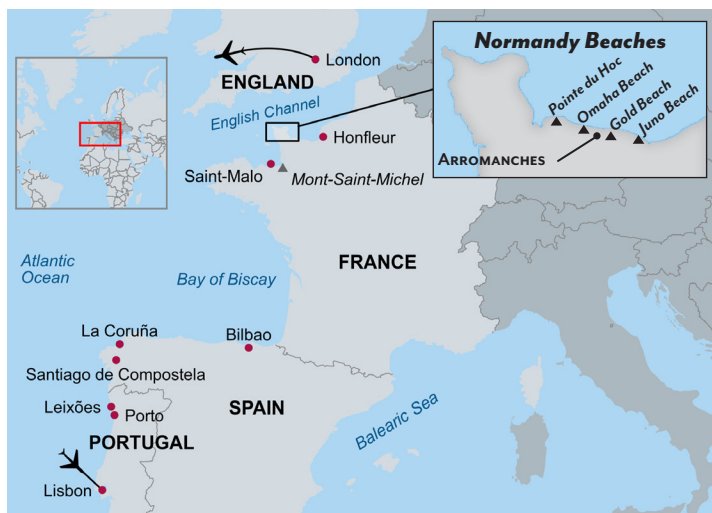 London
ENGLAND
English Channel
Honfleur
Saint-Malo
Mont-Saint-Michel
Normandy Beaches
Pointe du Hoc
Omaha Beach
Gold Beach
Juno Beach
ARROMANCHES
Atlantic
Ocean
Bay of Biscay
FRANCE
La Coruña
Bilbao
Santiago de Compostela
Leixões
Porto
SPAIN
PORTUGAL
Balearic Sea
Lisbon